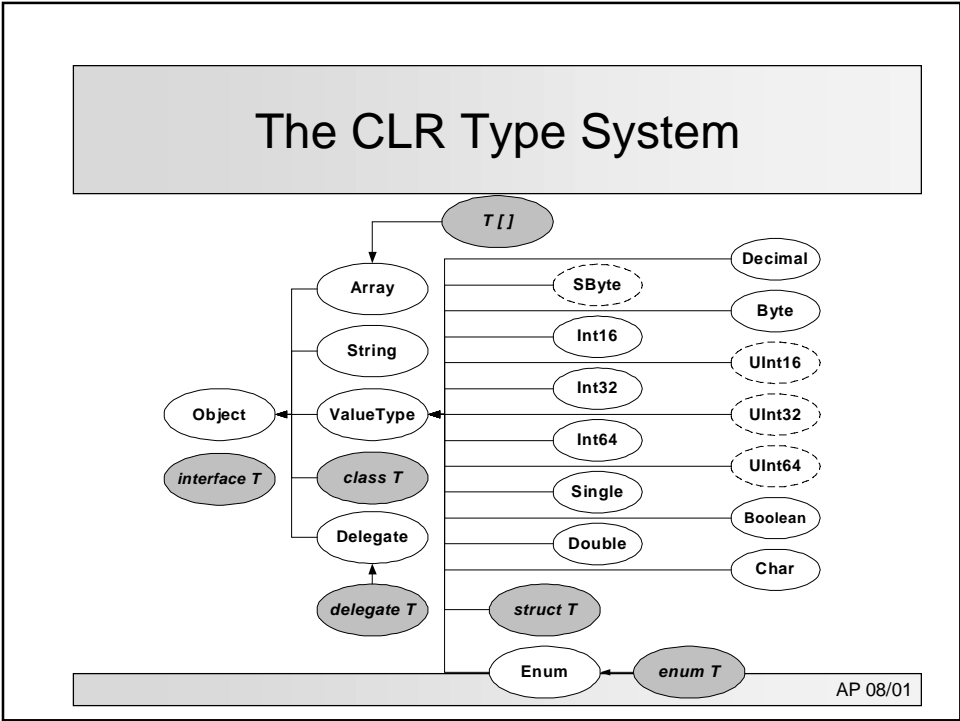 The CLR Type System
T [ ]
Decimal
SByte
Array
Byte
Int16
String
UInt16
Int32
Object
ValueType
UInt32
Int64
UInt64
interface T
class T
Single
Boolean
Delegate
Double
Char
delegate T
struct T
Enum
enum T
AP 08/01